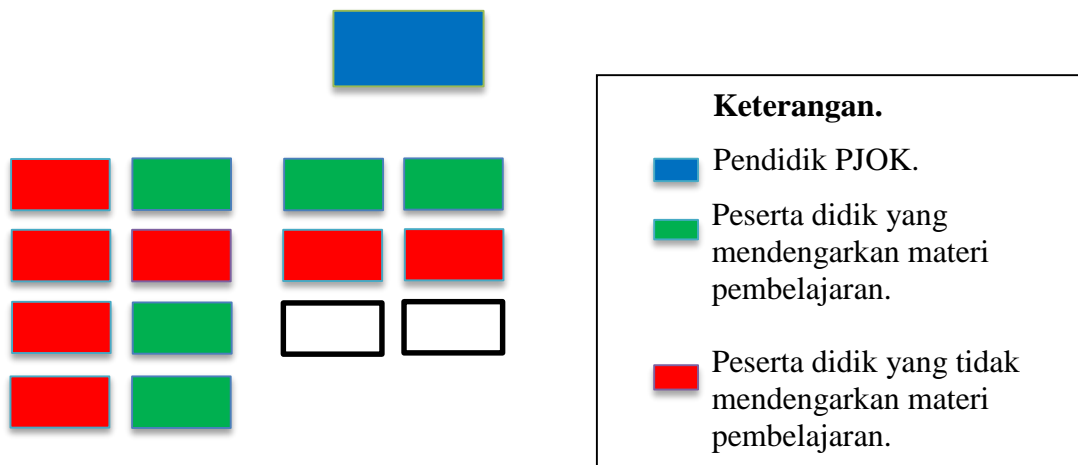 Keterangan.
Pendidik PJOK.
Peserta didik yang
mendengarkan materi
pembelajaran.
Peserta didik yang tidak
mendengarkan materi
pembelajaran.